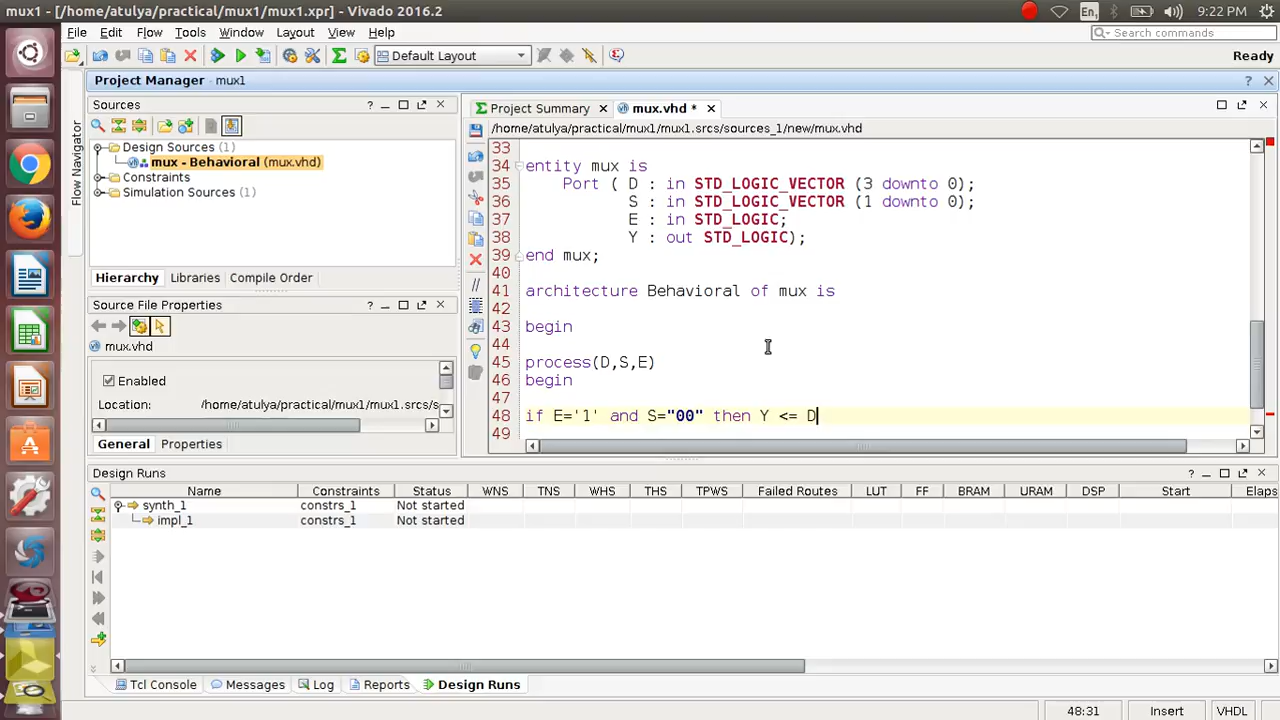 mux1 - [/home/atulya/practical/mux1/mux1.xpr] - Vivado 2016.2
En
9:22 PM
File Edit Flow Tools Window Layout View Help
Search commands
Default Layout
Ready
Project Manager - mux1
Flow Navigator
Sources
Design Sources (1)
mux - Behavioral (mux.vhd)
Constraints
Simulation Sources (1)
Hierarchy Libraries Compile Order
Source File Properties
mux.vhd
Enabled
Location: /home/atulya/practical/mux1/mux1.srcs/s
General Properties
Project Summary mux.vhd *
/home/atulya/practical/mux1/mux1.srcs/sources_1/new/mux.vhd
33
34 entity mux is
35 Port ( D : in STD_LOGIC_VECTOR (3 downto 0);
36 S : in STD_LOGIC_VECTOR (1 downto 0);
37 E : in STD_LOGIC;
38 Y : out STD_LOGIC);
39 end mux;
40
41 architecture Behavioral of mux is
42
43 begin
44
45 process(D,S,E)
46 begin
47
48 if E='1' and S="00" then Y <= D
49
Design Runs
Name Constraints Status WNS TNS WHS THS TPWS Failed Routes LUT FF BRAM URAM DSP Start Elaps
synth_1 constrs_1 Not started
impl_1 constrs_1 Not started
Tcl Console Messages Log Reports Design Runs
48:31 Insert VHDL